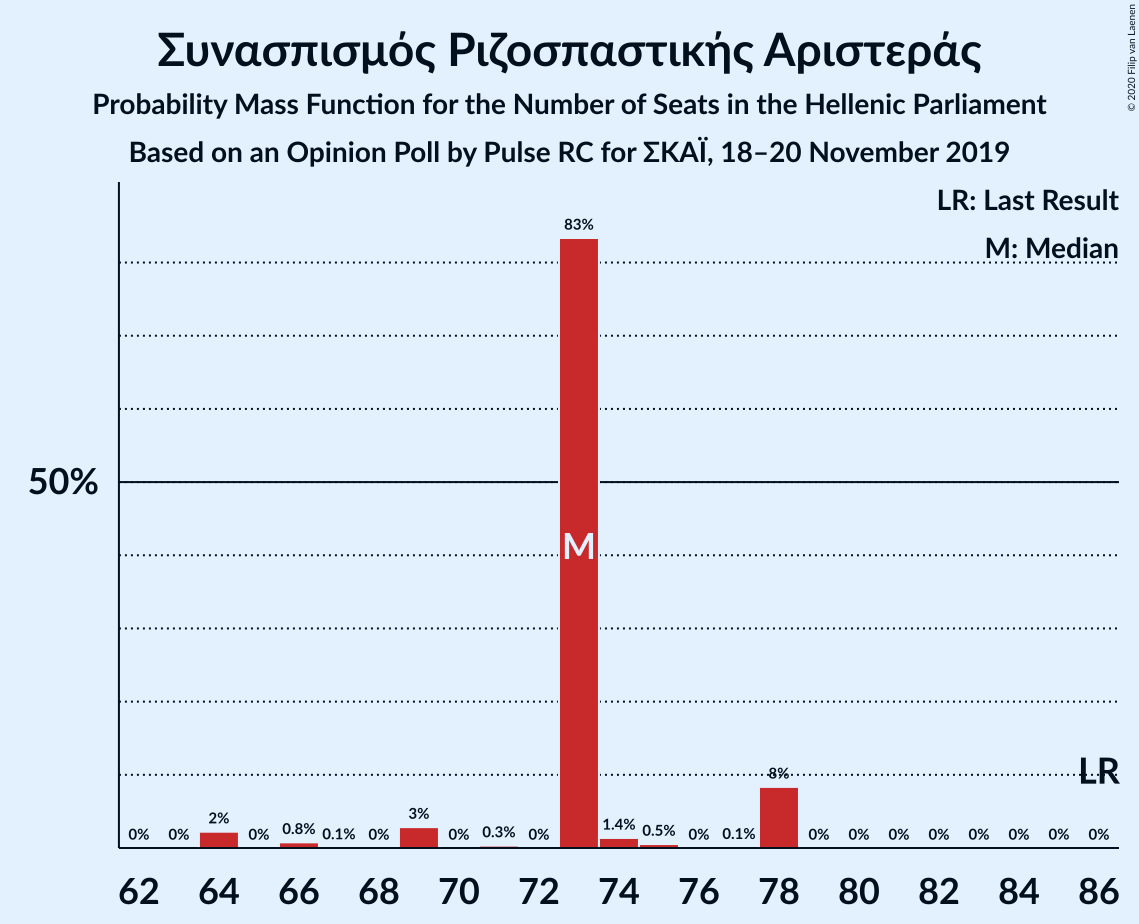 Συνασπισμός Ριζοσπαστικής Αριστεράς
Probability Mass Function for the Number of Seats in the Hellenic Parliament
Based on an Opinion Poll by Pulse RC for ΣΚΑΪ, 18–20 November 2019
© 2020 Filip van Laenen
LR: Last Result
M: Median
50%
83%
M
LR
0% 0% 2% 0% 0.8% 0.1% 0% 3% 0% 0.3% 0% 1.4% 0.5% 0% 0.1% 8% 0% 0% 0% 0% 0% 0% 0% 0%
62 64 66 68 70 72 74 76 78 80 82 84 86